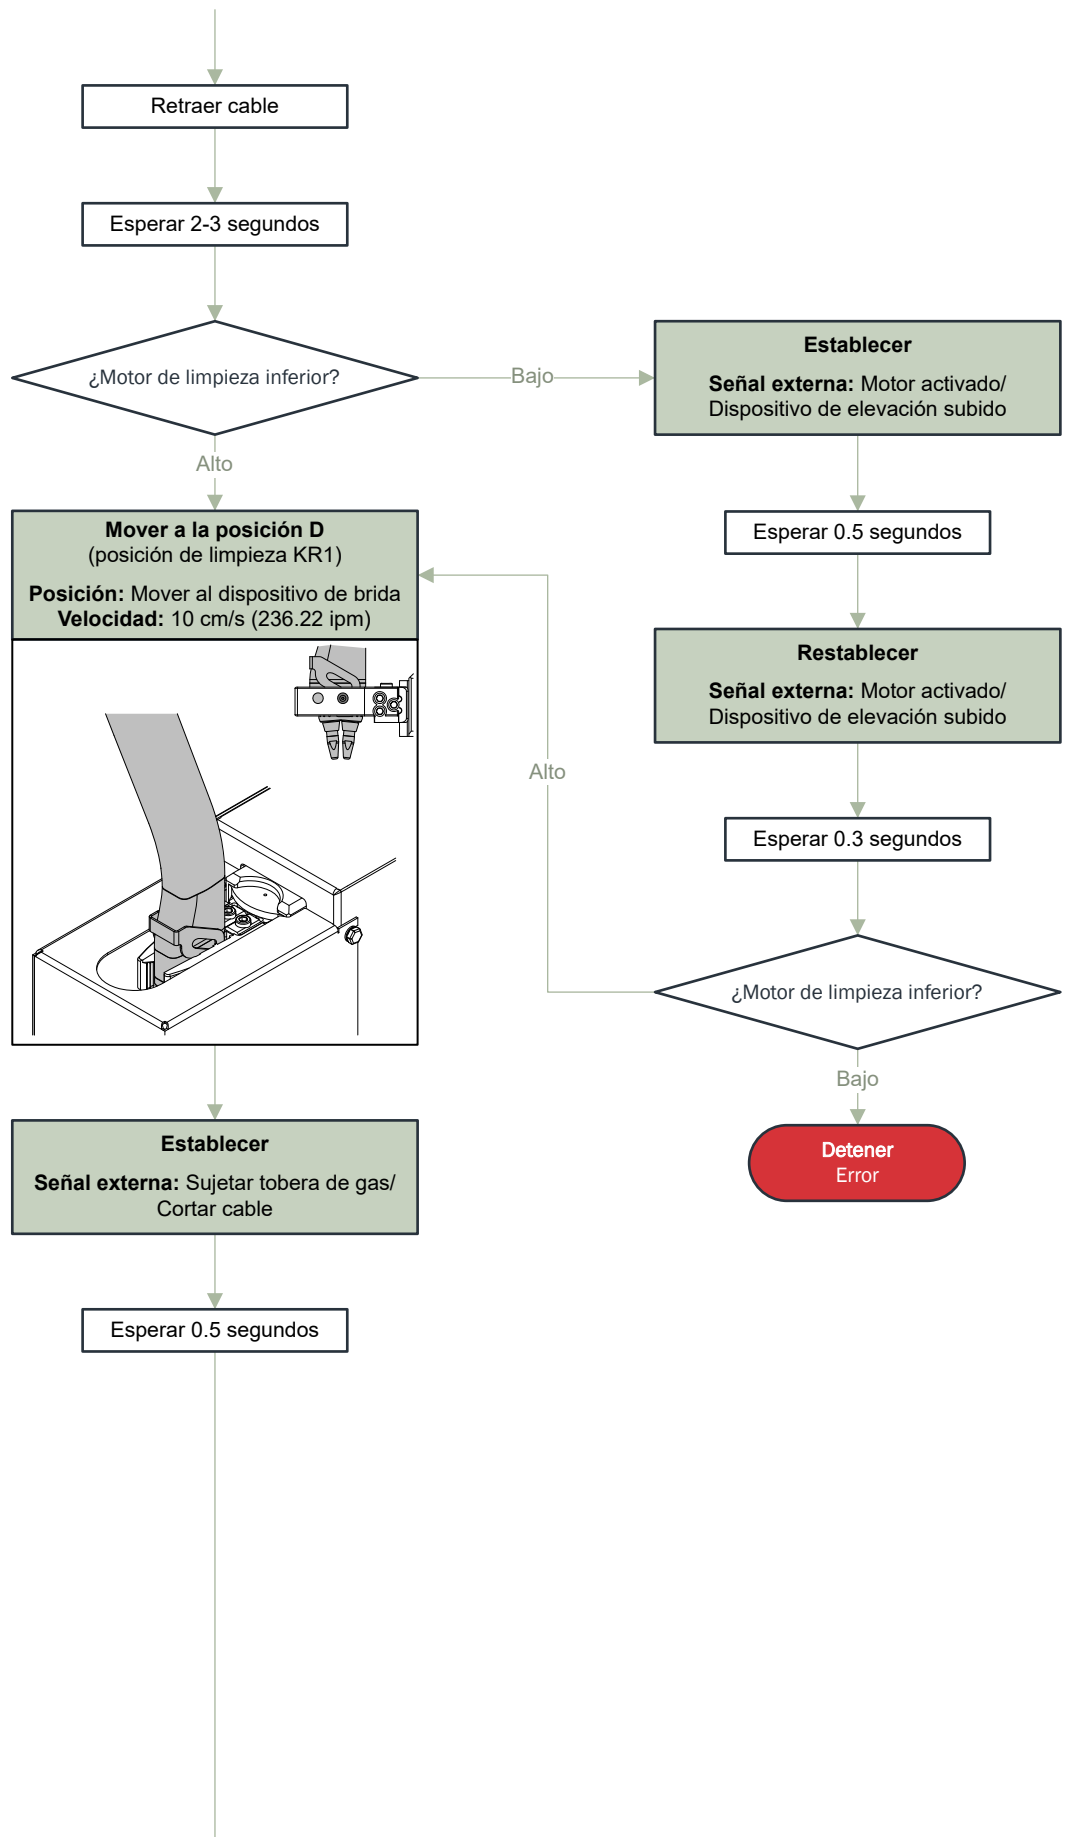 Retraer cable
Esperar 2-3 segundos
¿Motor de limpieza inferior?
Bajo
Alto
Establecer
Señal externa: Motor activado/
Dispositivo de elevación subido
Esperar 0.5 segundos
Restablecer
Señal externa: Motor activado/
Dispositivo de elevación subido
Esperar 0.3 segundos
¿Motor de limpieza inferior?
Alto
Bajo
Detener
Error
Mover a la posición D
(posición de limpieza KR1)
Posición: Mover al dispositivo de brida
Velocidad: 10 cm/s (236.22 ipm)
Establecer
Señal externa: Sujetar tobera de gas/
Cortar cable
Esperar 0.5 segundos